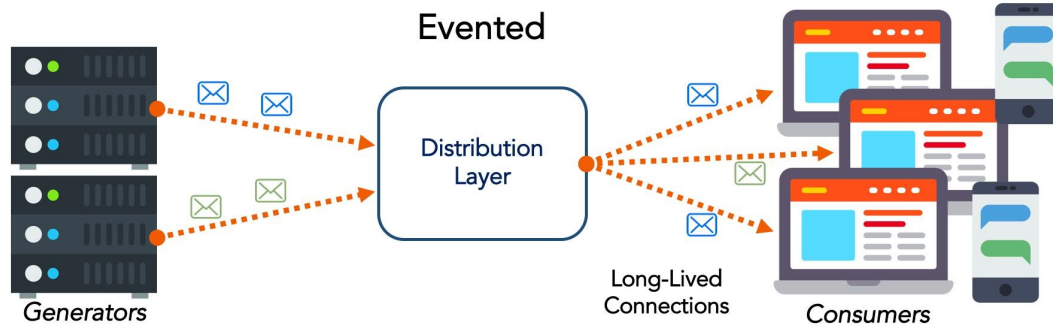 Evented
Distribution
Layer
Long-Lived
Connections
Generators
Consumers